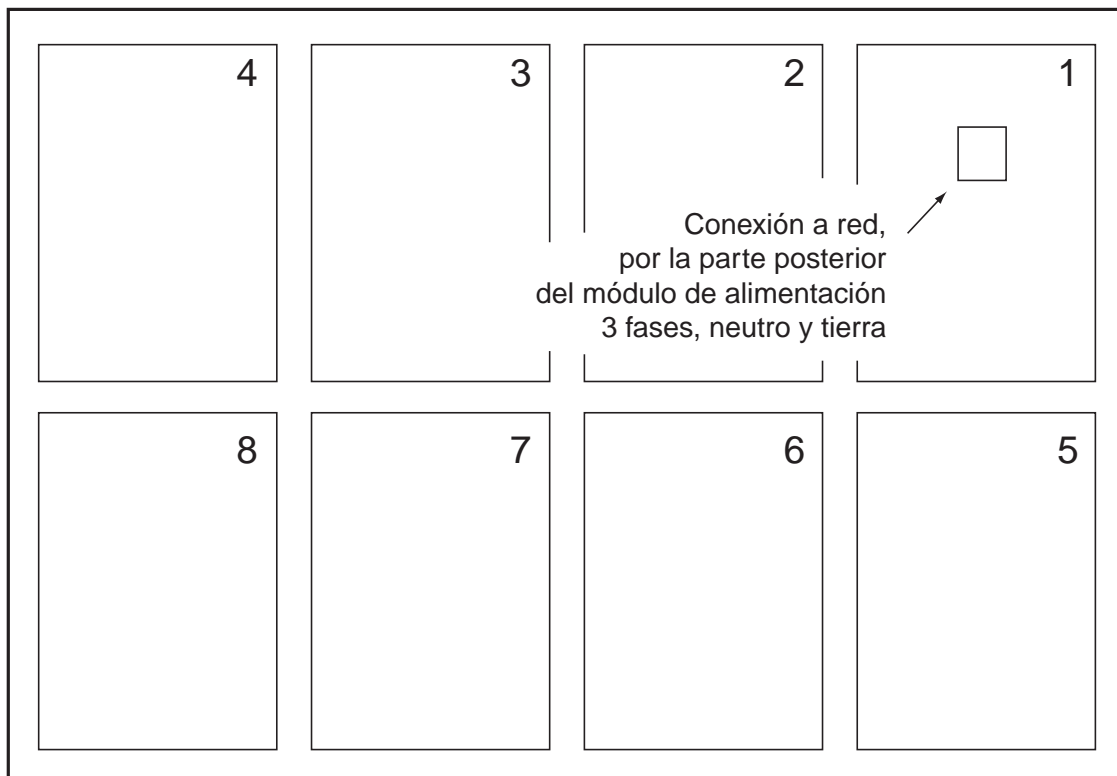 4
3
2
1
Conexión a red,
por la parte posterior
del módulo de alimentación
3 fases, neutro y tierra
8
7
6
5